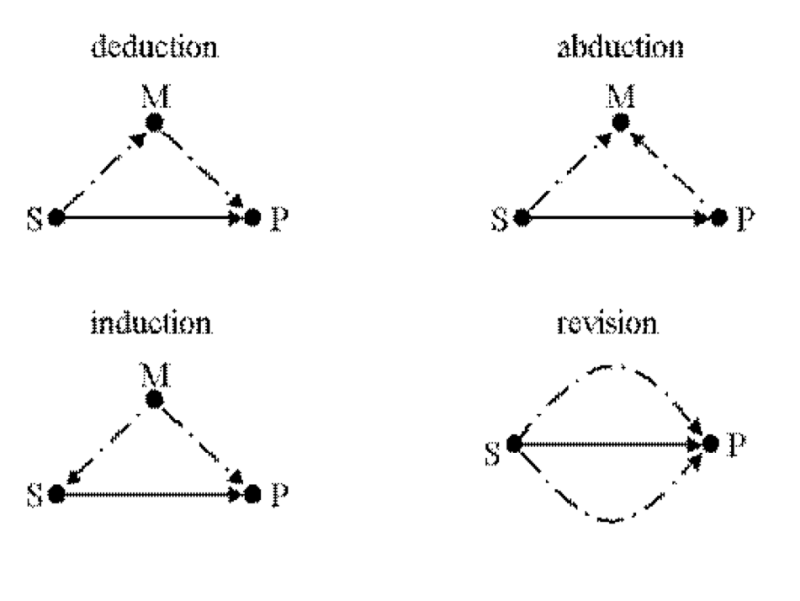 deduction
M
S P
abduction
M
S P
induction
M
S P
revision
S P